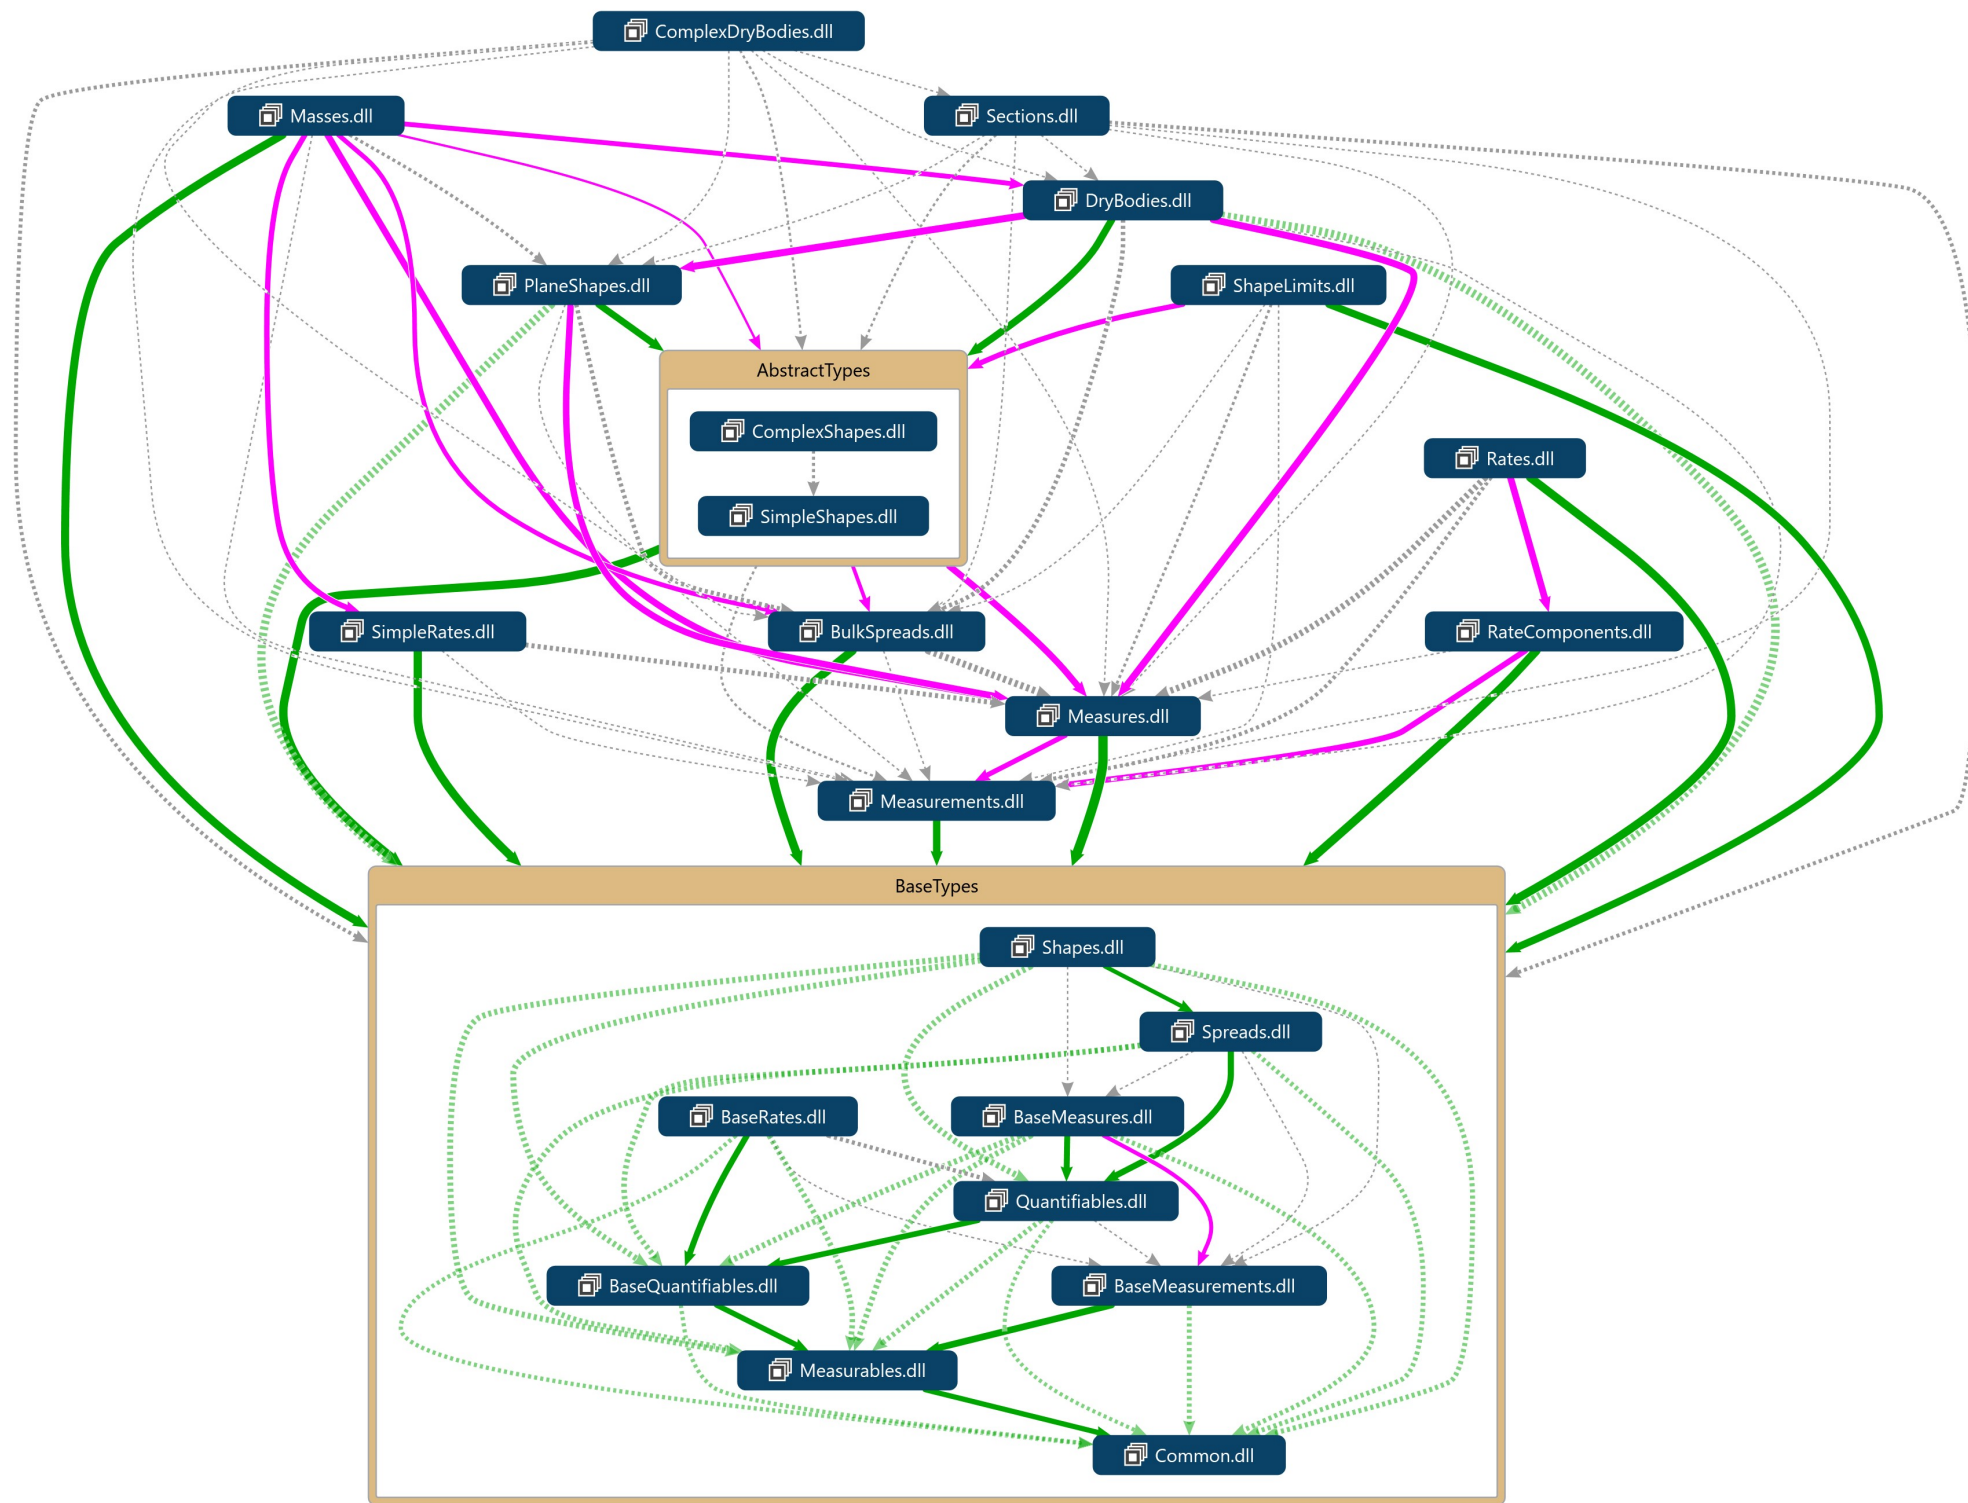 ComplexDryBodies.dll
Masses.dll
Sections.dll
DryBodies.dll
PlaneShapes.dll
ShapeLimits.dll
AbstractTypes
ComplexShapes.dll
Rates.dll
SimpleShapes.dll
SimpleRates.dll
BulkSpreads.dll
RateComponents.dll
Measures.dll
Measurements.dll
BaseTypes
Shapes.dll
Spreads.dll
BaseRates.dll
BaseMeasures.dll
Quantifiables.dll
BaseQuantifiables.dll
BaseMeasurements.dll
Measurables.dll
Common.dll